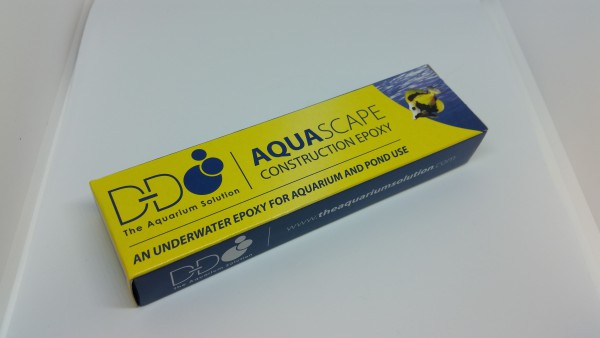 D-D
The Aquarium Solution
AQUASCAPE
CONSTRUCTION EPOXY
AN UNDERWATER EPOXY FOR AQUARIUM AND POND USE
D-D
The Aquarium Solution
www.theaquariumsolution.com